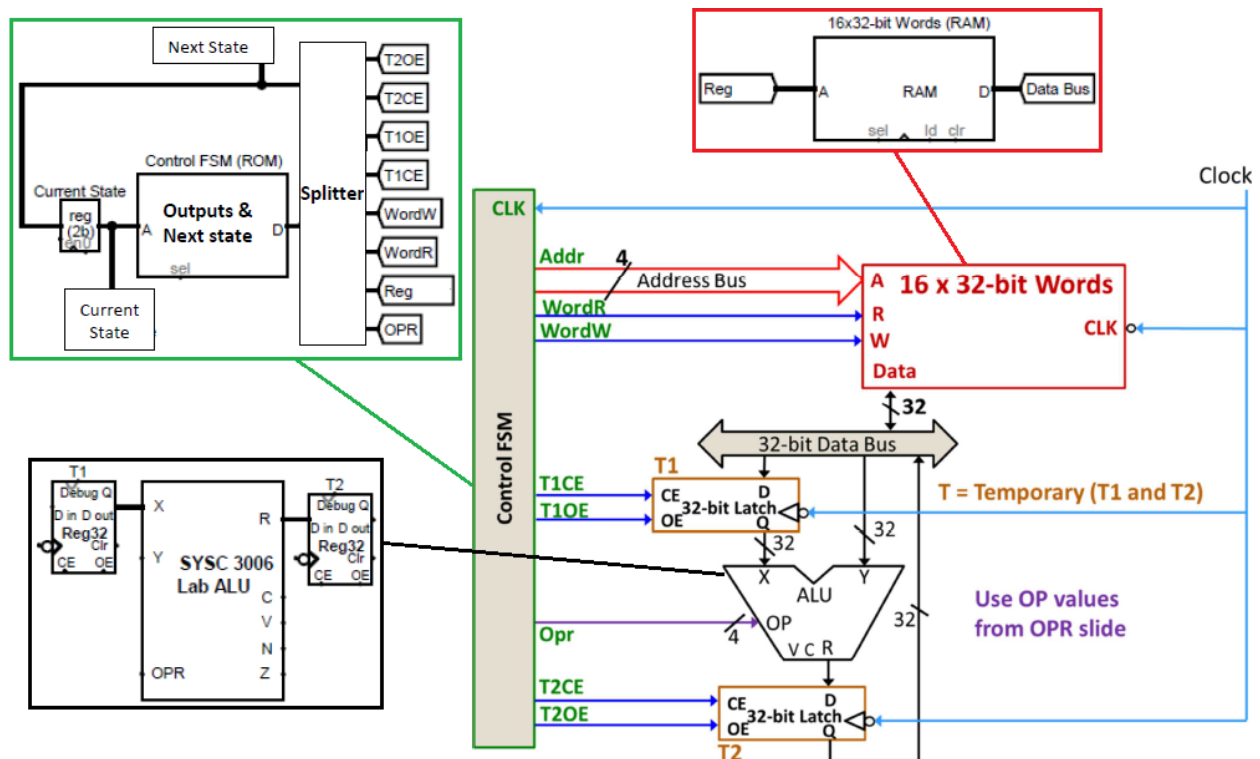 Next State
T2OE
T2CE
T1OE
T1CE
WordW
WordR
Reg
OPR
Splitter
Control FSM (ROM)
Current State
reg
(2b)
en0
A
Outputs &
Next state
D
sel
Current
State
16x32-bit Words (RAM)
Reg
A
RAM
D
Data Bus
sel
ld
clr
Clock
CLK
Addr
4
Address Bus
WordR
WordW
A
16 x 32-bit Words
R
CLK
W
Data
32
32-bit Data Bus
Control FSM
T1
T1CE
CE
D
T1OE
OE
32-bit Latch
Q
T = Temporary (T1 and T2)
32
32
X
Y
ALU
32
Opr
4
OP
V C R
Use OP values
from OPR slide
T2CE
CE
D
T2OE
OE
32-bit Latch
Q
T2
T1
Debug Q
D in D out
Reg32
Clr
CE
OE
X
Y
R
SYSC 3006
Lab ALU
C
V
N
OPR
Z
T2
Debug Q
D in D out
Reg32
Clr
CE
OE